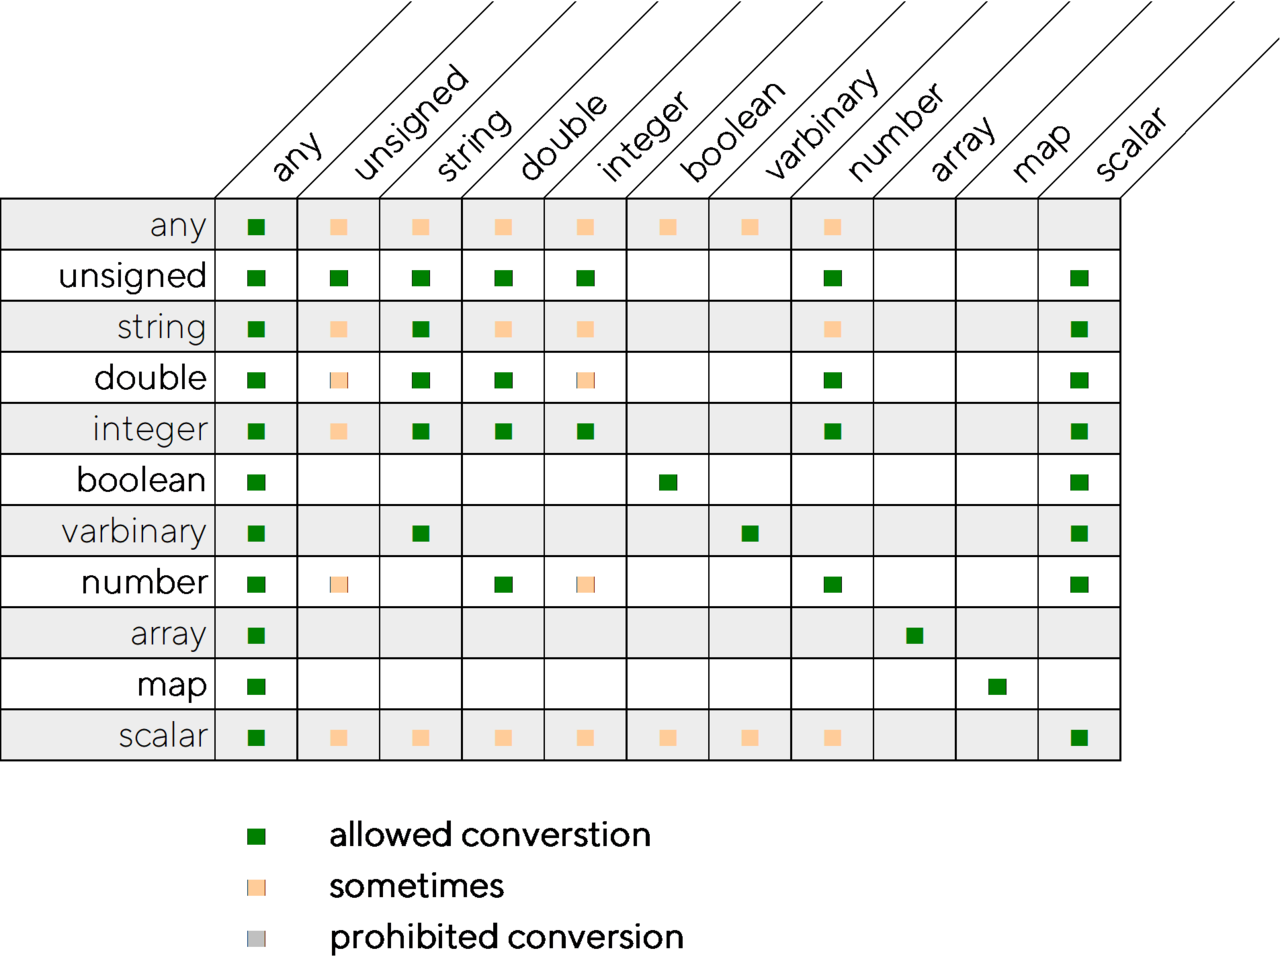 any
unsigned
string
double
integer
boolean
varbinary
number
array
map
scalar
any
unsigned
string
double
integer
boolean
varbinary
number
array
map
scalar
allowed converstion
sometimes
prohibited conversion